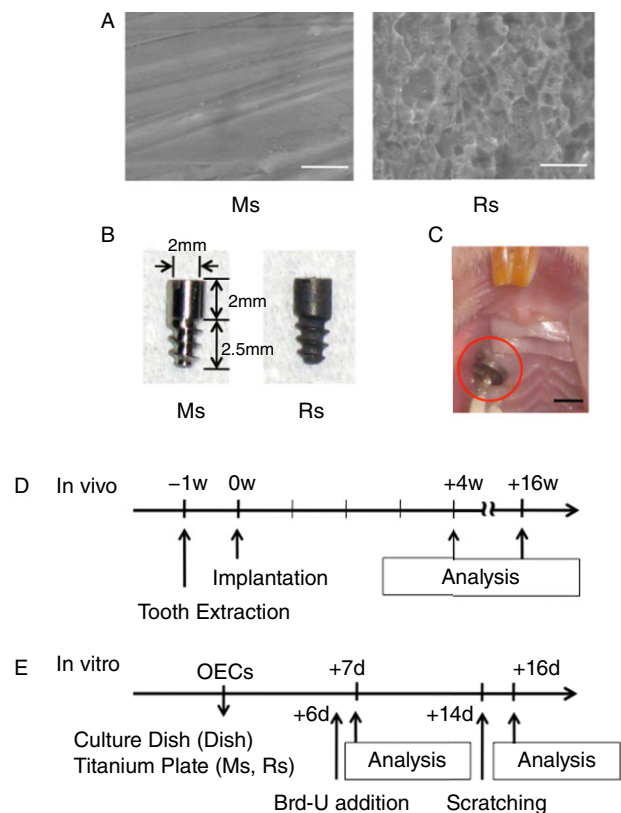 A
Ms
Rs
B
C
2mm
2mm
2.5mm
Ms
Rs
D In vivo
−1w 0w +4w +16w
Implantation
Analysis
Tooth Extraction
E In vitro
OECs
+7d
+16d
+6d
+14d
Culture Dish (Dish)
Titanium Plate (Ms, Rs)
Analysis
Analysis
Brd-U addition
Scratching